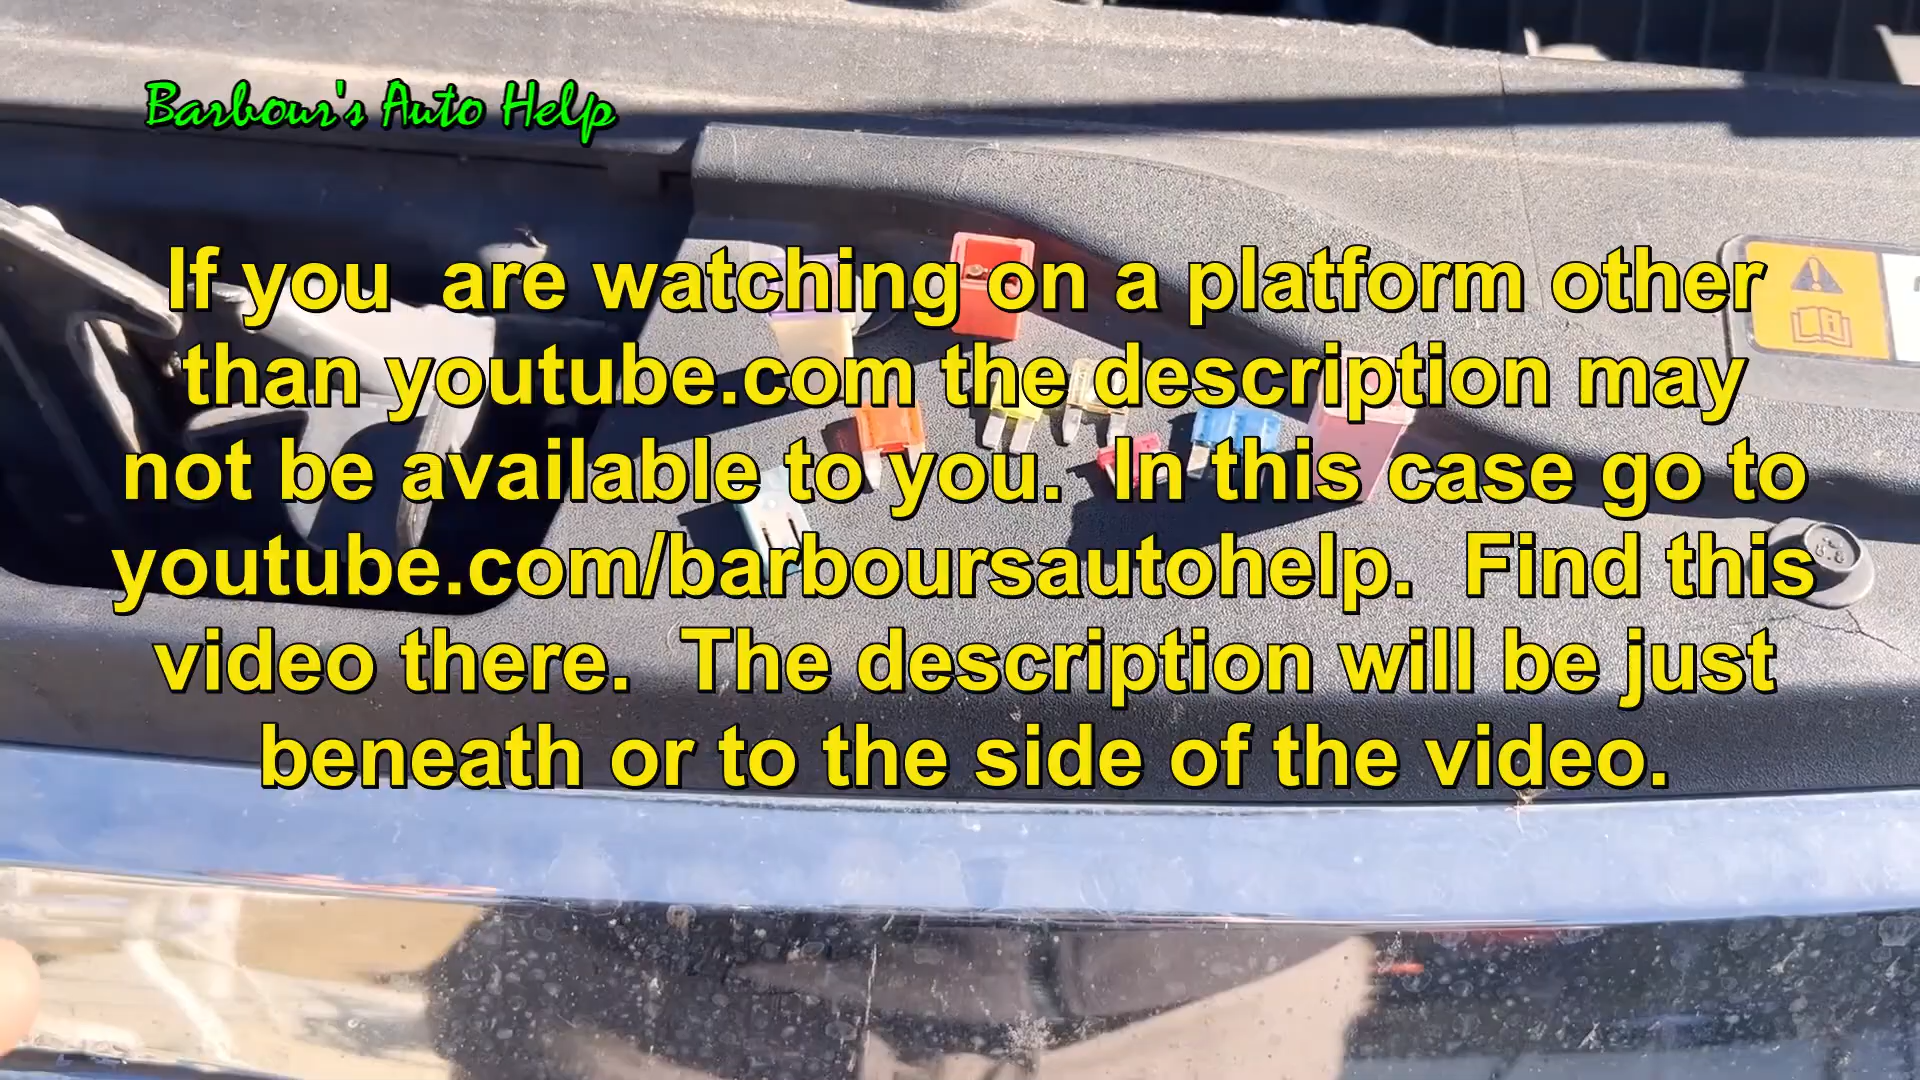 Barbour's Auto Help
If you  are watching on a platform other
than youtube.com the description may
not be available to you.  In this case go to
youtube.com/barboursautohelp.  Find this
video there.  The description will be just
beneath or to the side of the video.